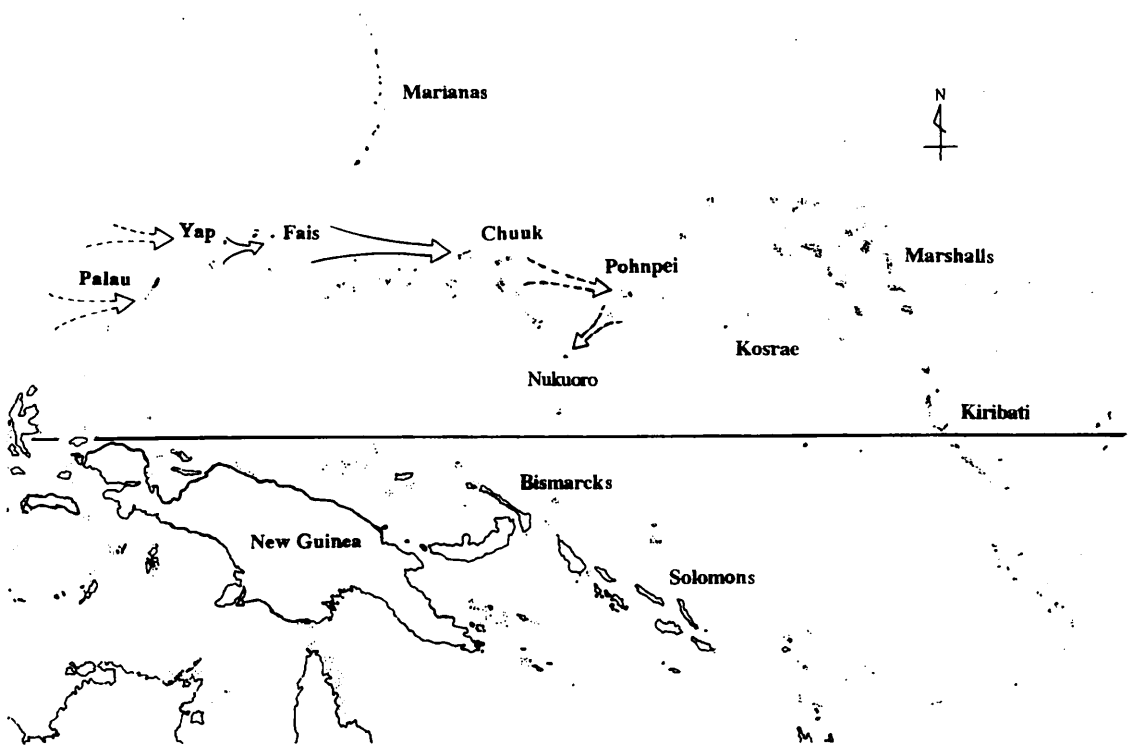 Marianas
N
Yap
Fais
Chuuk
Pohnpei
Marshalls
Palau
Kosrae
Nukuoro
Kiribati
Bismarcks
New Guinea
Solomons